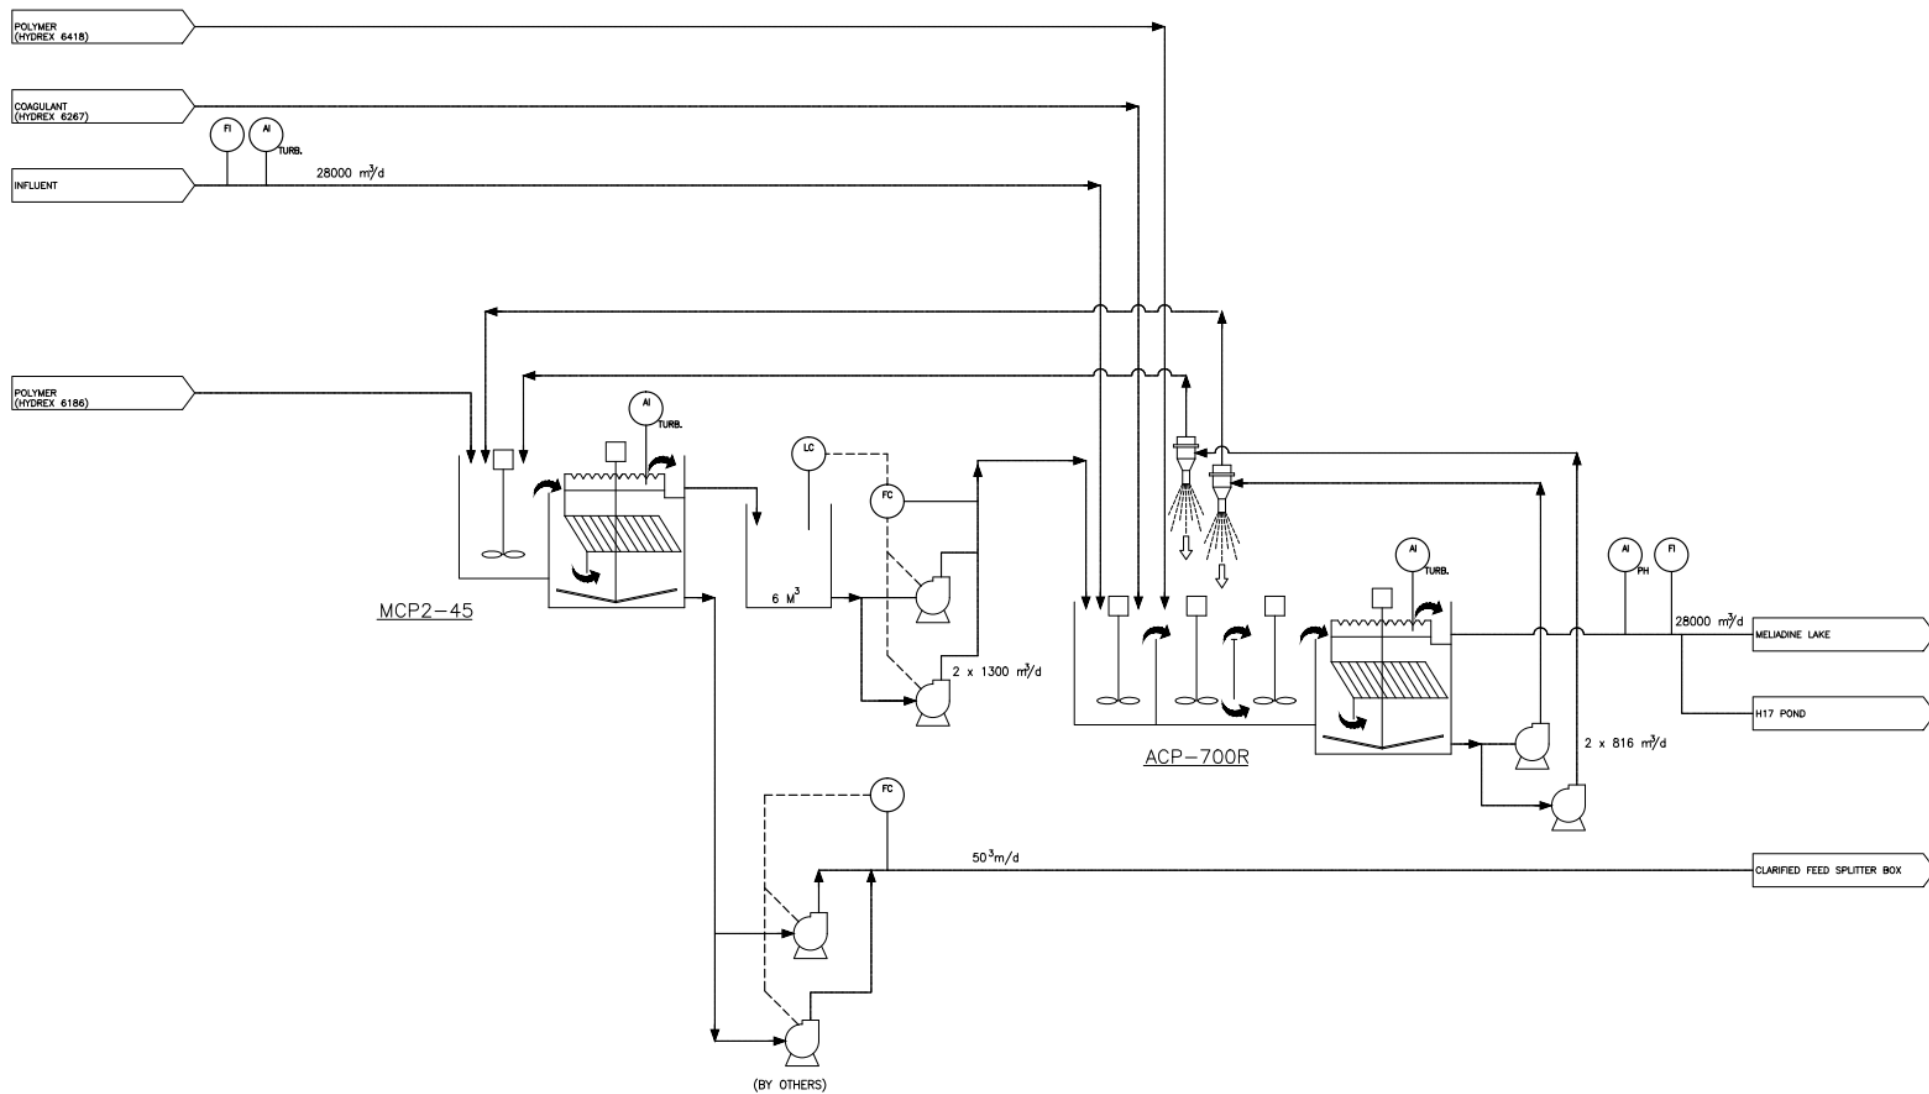 POLYMER
(HYDREX 6418)
COAGULANT
(HYDREX 6267)
FI
AI
TURB.
28000 m³/d
INFLUENT
POLYMER
(HYDREX 6186)
AI
TURB.
LC
FC
MCP2-45
6 M³
2 x 1300 m³/d
AI
TURB.
AI
PH
FI
28000 m³/d
MELIADINE LAKE
H17 POND
2 x 816 m³/d
ACP-700R
FC
50³m/d
CLARIFIED FEED SPLITTER BOX
(BY OTHERS)